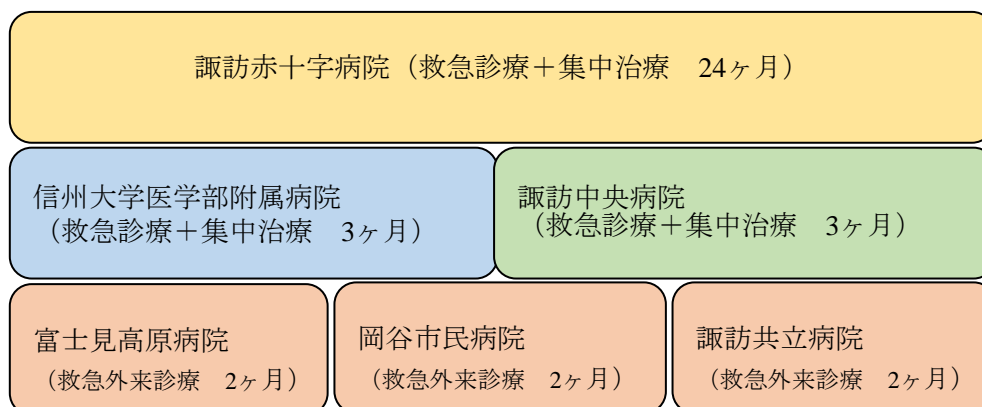 諏訪赤十字病院（救急診療＋集中治療　24ヶ月）
信州大学医学部附属病院
（救急診療＋集中治療　3ヶ月）
諏訪中央病院
（救急診療＋集中治療　3ヶ月）
富士見高原病院
（救急外来診療　2ヶ月）
岡谷市民病院
（救急外来診療　2ヶ月）
諏訪共立病院
（救急外来診療　2ヶ月）